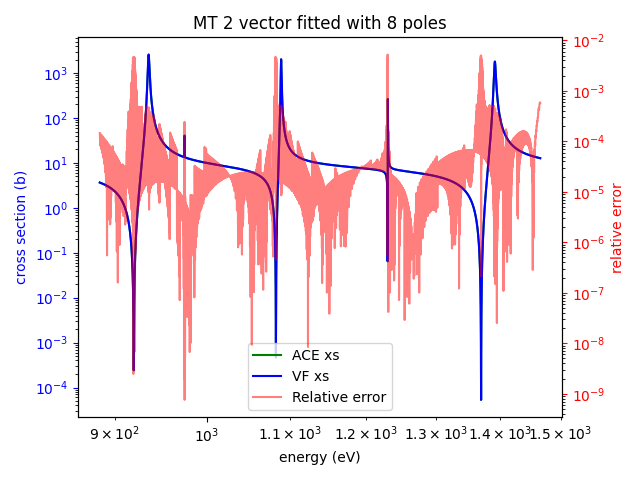 MT 2 vector fitted with 8 poles
cross section (b)
10³
10²
10¹
10⁰
10⁻¹
10⁻²
10⁻³
10⁻⁴
10⁻²
10⁻³
10⁻⁴
10⁻⁵
10⁻⁶
10⁻⁷
10⁻⁸
10⁻⁹
relative error
ACE xs
VF xs
Relative error
9 × 10² 10³ 1.1 × 10³ 1.2 × 10³ 1.3 × 10³ 1.4 × 10³ 1.5 × 10³
energy (eV)